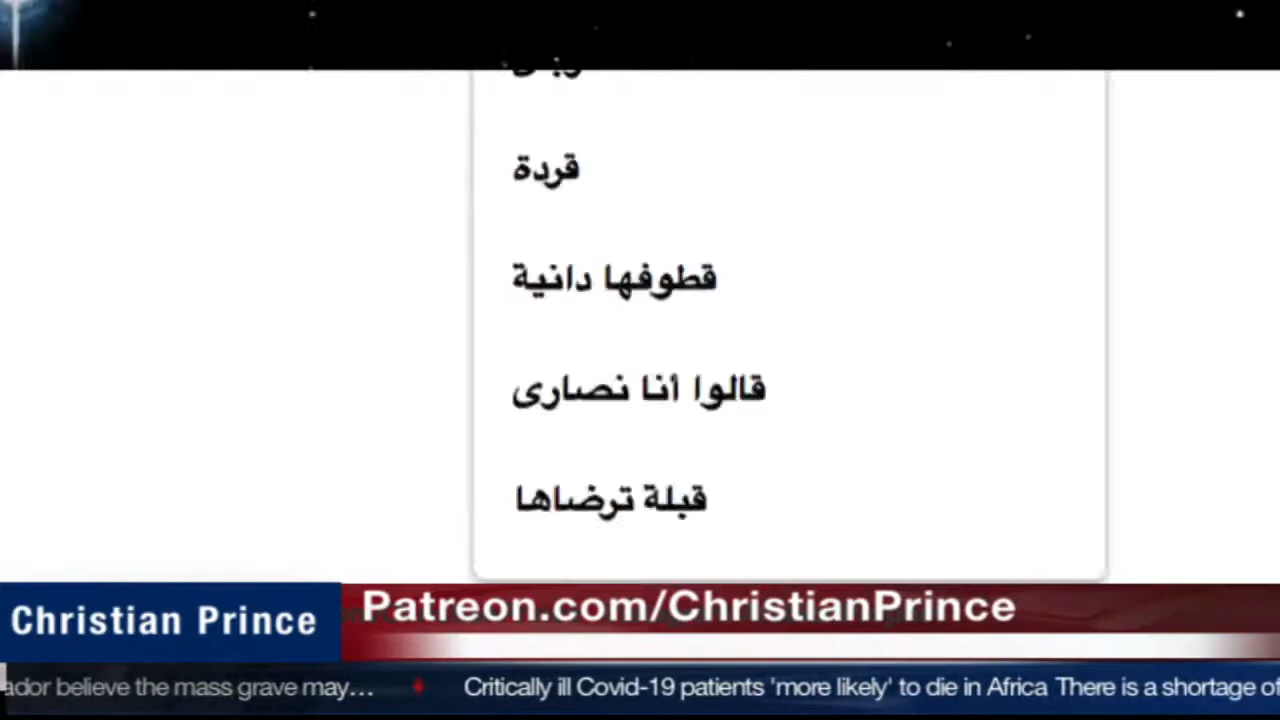 قردة
قطوفها دانية
قالوا أنا نصارى
قبلة ترضاها
Christian Prince
Patreon.com/ChristianPrince
ador believe the mass grave may...
Critically ill Covid-19 patients 'more likely' to die in Africa There is a shortage of